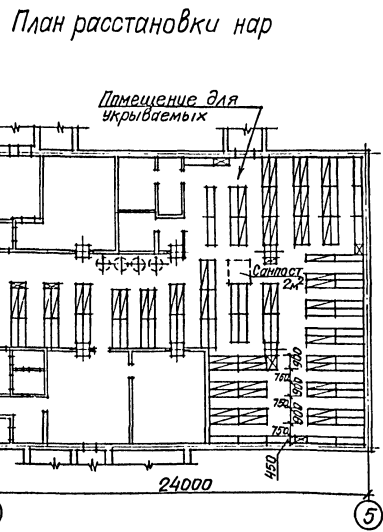 План расстановки нар
Помещение для
укрываемых
Санпост
2м²
900
750
900
750
900
750
450
24000
5